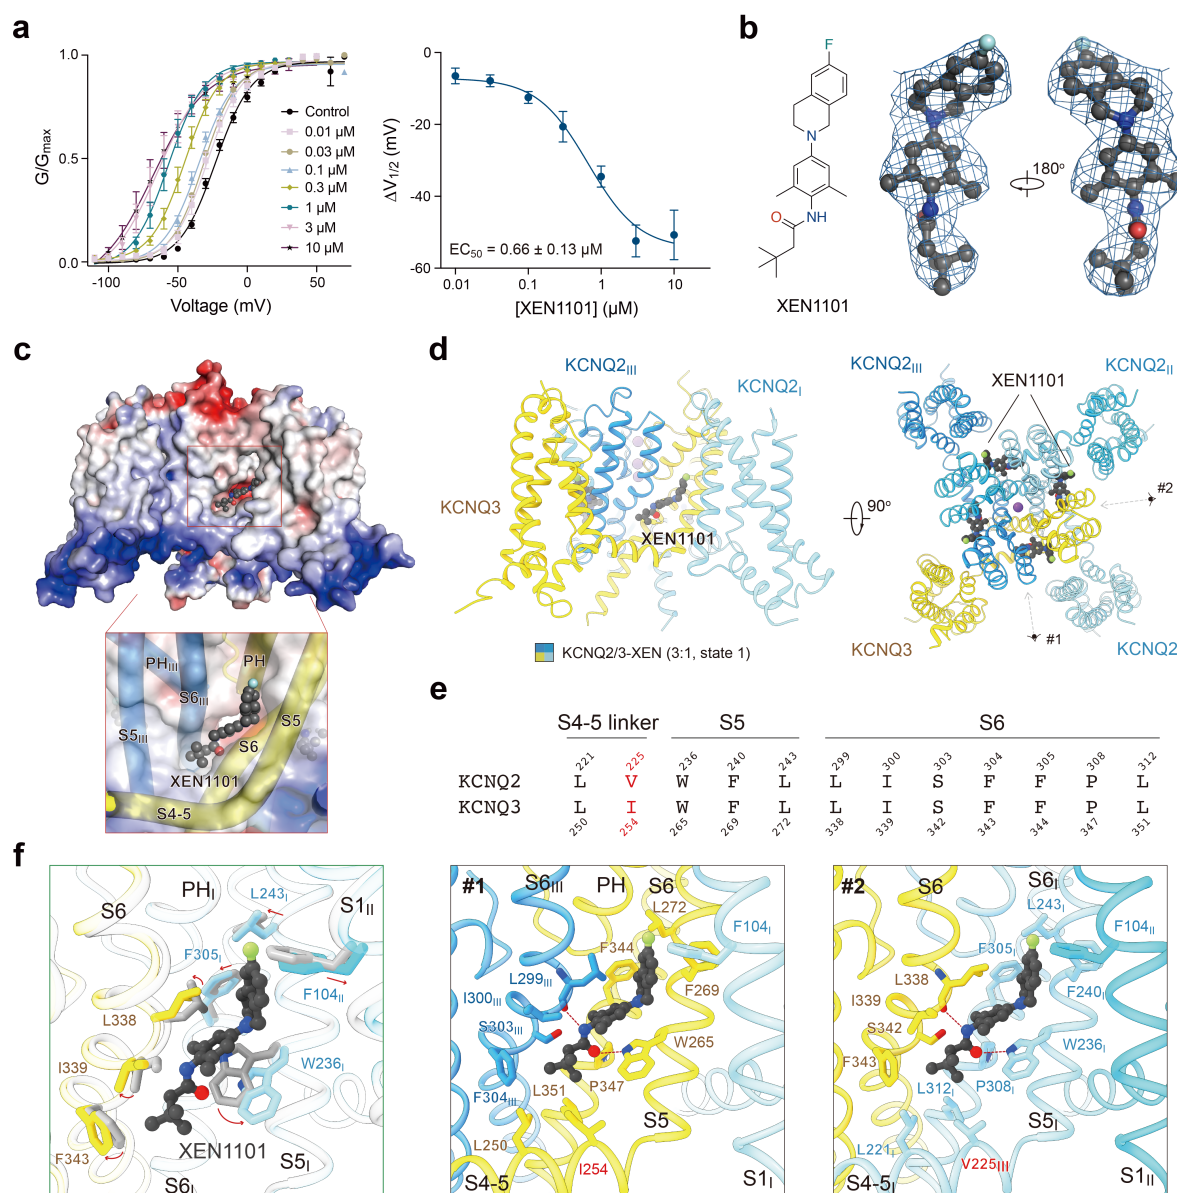 a
1.0
0.5
0.0
G/Gmax
-100
-50
0
50
Voltage (mV)
Control
0.01 µM
0.03 µM
0.1 µM
0.3 µM
1 µM
3 µM
10 µM
0
-20
-40
-60
ΔV1/2 (mV)
EC50 = 0.66 ± 0.13 µM
0.01
0.1
1
10
[XEN1101] (µM)
b
F
N
O
NH
XEN1101
180°
c
PHIII
PH
S6III
S5
S5III
S6
XEN1101
S4-5
d
KCNQ2III
KCNQ2I
KCNQ3
XEN1101
KCNQ2/3-XEN (3:1, state 1)
90°
KCNQ2III
KCNQ2II
XEN1101
#2
#1
KCNQ3
KCNQ2
e
S4-5 linker
S5
S6
221 225 236 240 243 299 300 303 304 305 308 312
KCNQ2 L V W F L L I S F F P L
KCNQ3 L I W F L L I S F F P L
250 254 265 269 272 338 339 342 343 344 347 351
f
PHI
S6
L243I
S1II
F305I
F104II
L338
I339
W236I
XEN1101
F343
S5I
S6I
#1
S6III
PH
S6
L272
F104I
F344
L299III
I300III
F269
S303III
W265
F304III
L351
P347
L250
S5
I254
S4-5
S1I
#2
S6
S6I
L243I
F104II
F305I
L338
I339
F240I
S342
W236I
F343
L312I
P308I
L221I
S5I
V225III
S4-5I
S1II